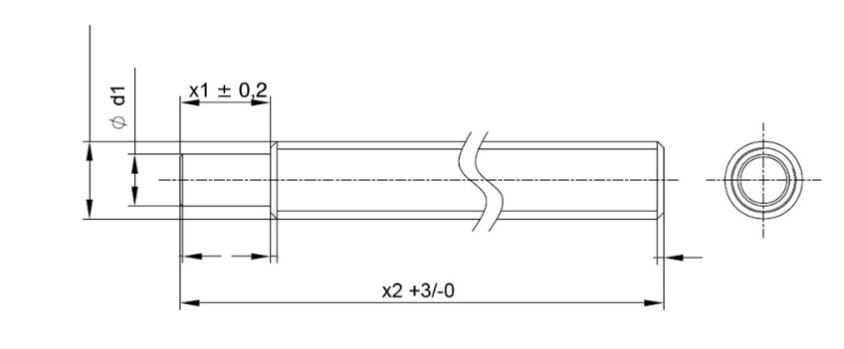 x1 ± 0,2
⌀ d1
x2 +3/-0